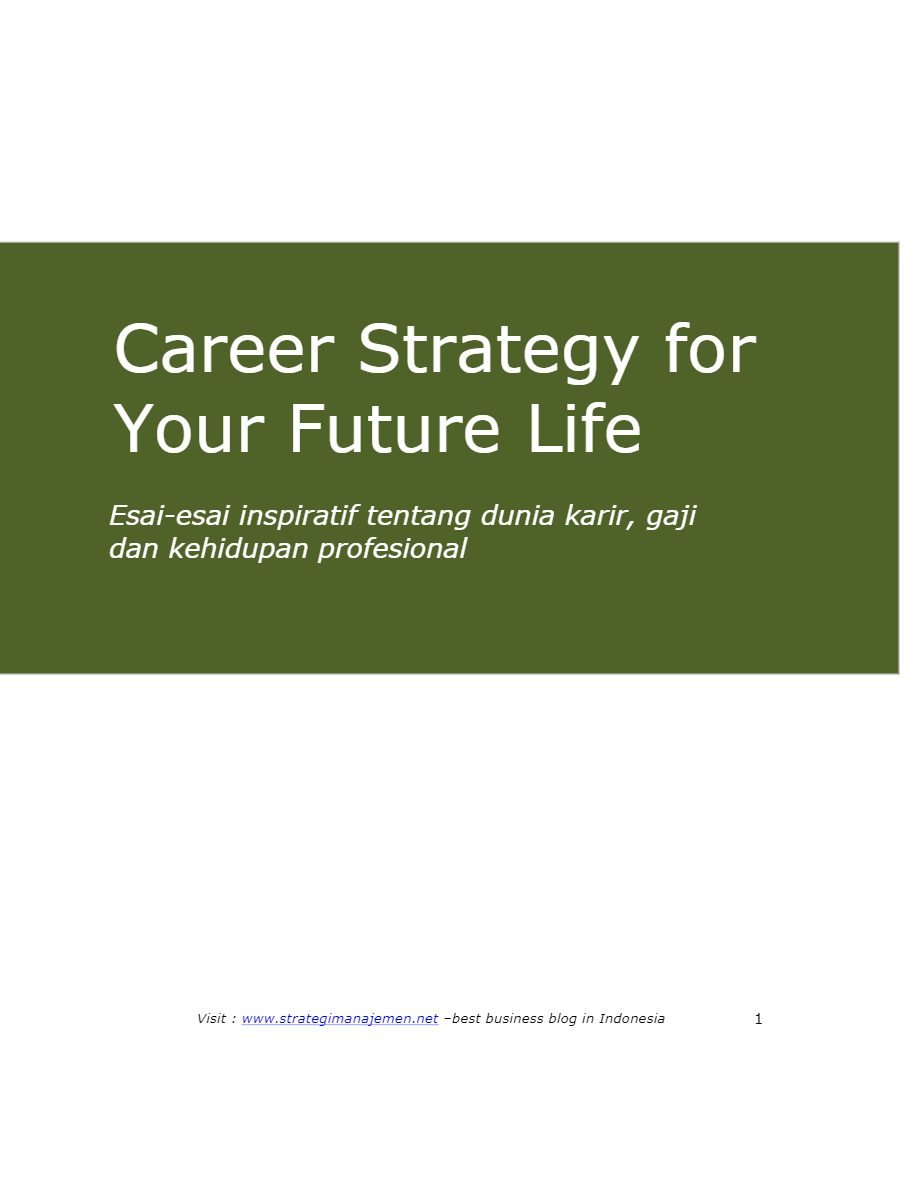 Career Strategy for
Your Future Life
Esai-esai inspiratif tentang dunia karir, gaji
dan kehidupan profesional
Visit : www.strategimanajemen.net –best business blog in Indonesia 1